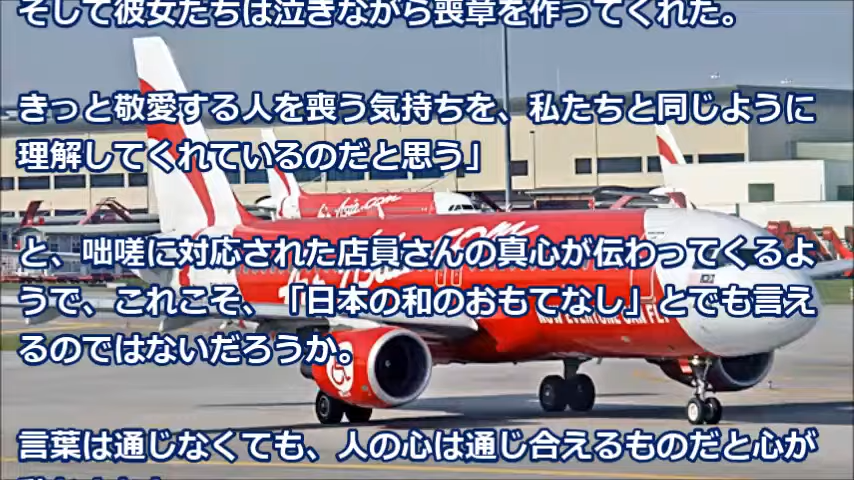 そして彼女たちは泣きながら喪章を作ってくれた。
きっと敬愛する人を喪う気持ちを、私たちと同じように
理解してくれているのだと思う」
と、咄嗟に対応された店員さんの真心が伝わってくるよ
うで、これこそ、「日本の和のおもてなし」とでも言え
るのではないだろうか。
言葉は通じなくても、人の心は通じ合えるものだと心が
AirAsia.com
NOW EVERYONE CAN FLY